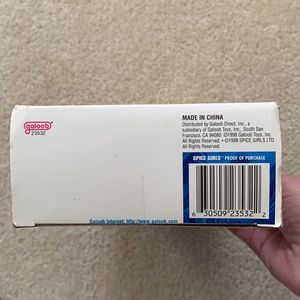 galoob
23532
MADE IN CHINA
Distributed by Galoob Direct, Inc., a
subsidiary of Galoob Toys, Inc., South San
Francisco, CA 94080. ©1998 Galoob Toys, Inc.
All Rights Reserved. • ©1998 SPICE GIRLS LTD.
All Rights Reserved.
SPICE GIRLS PROOF OF PURCHASE
6 30509 23532 2
Galoob Internet: http://www.galoob.com